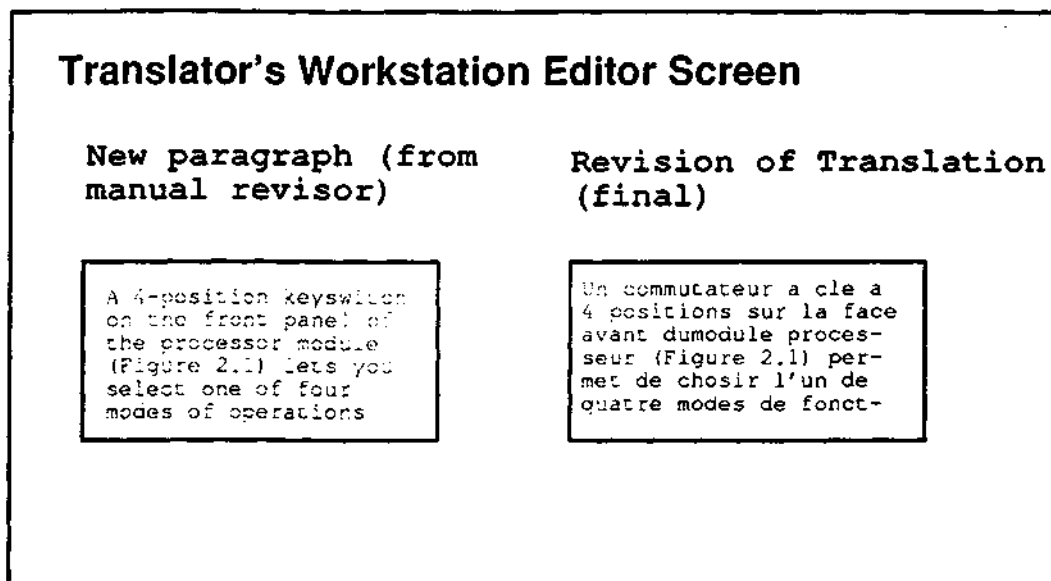 Translator's Workstation Editor Screen
New paragraph (from
manual revisor)
Revision of Translation
(final)
A 4-position keyswitch
on the front panel of
the processor module
(Figure 2.1) lets you
select one of four
modes of operations
Un commutateur a cle a
4 positions sur la face
avant dumodule proces-
seur (Figure 2.1) per-
met de chosir l'un de
quatre modes de fonct-